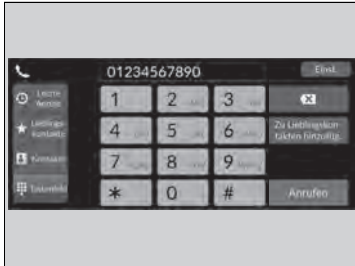 01234567890
Einst.
Letzte
Anrufe
1
2
3
Lieblings-
kontakte
4
5
6
Zu Lieblingskon-
takten hinzufüg.
Kontakte
7
8
9
Tastenfeld
*
0
#
Anrufen